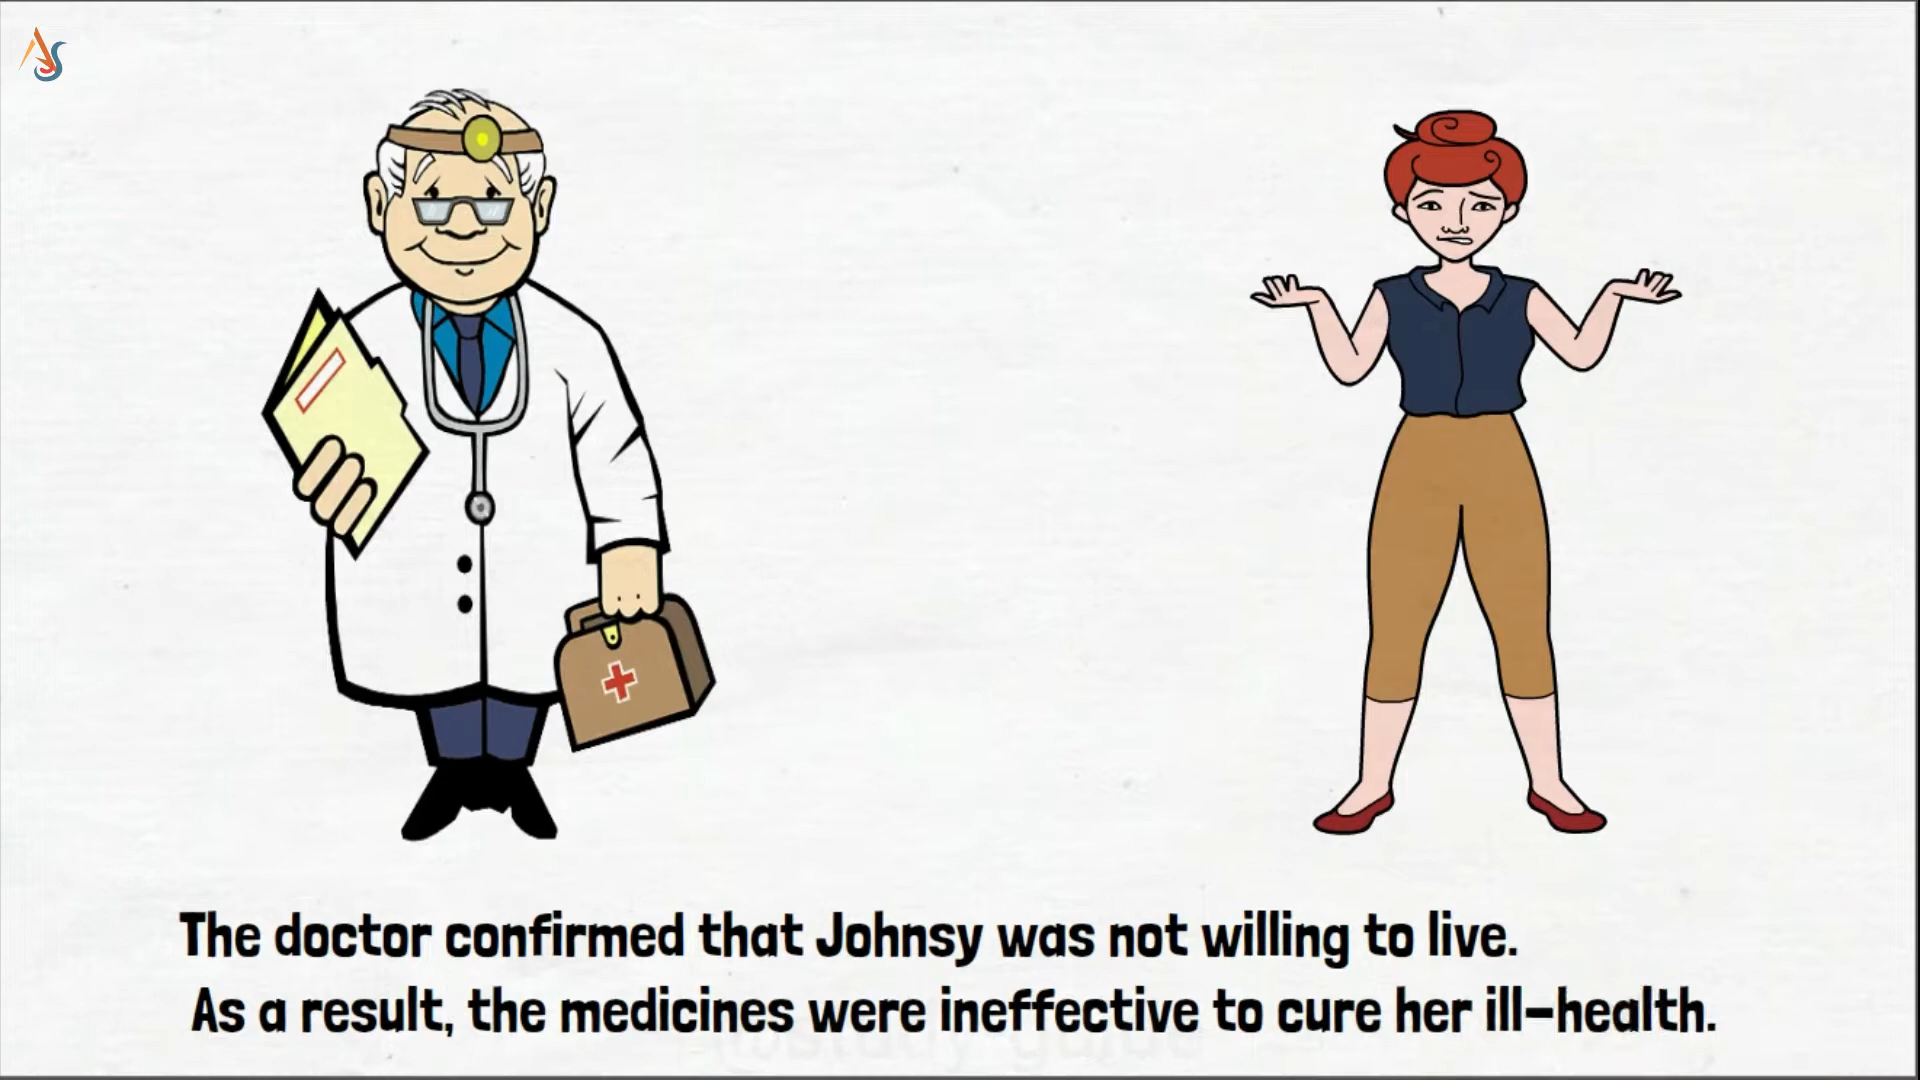 The doctor confirmed that Johnsy was not willing to live.
As a result, the medicines were ineffective to cure her ill-health.